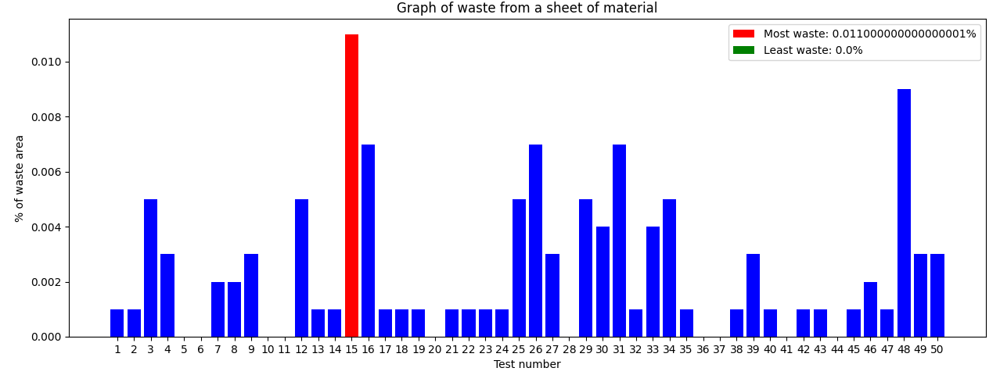 Graph of waste from a sheet of material
Most waste: 0.011000000000000001%
Least waste: 0.0%
% of waste area
0.010
0.008
0.006
0.004
0.002
0.000
1 2 3 4 5 6 7 8 9 10 11 12 13 14 15 16 17 18 19 20 21 22 23 24 25 26 27 28 29 30 31 32 33 34 35 36 37 38 39 40 41 42 43 44 45 46 47 48 49 50
Test number